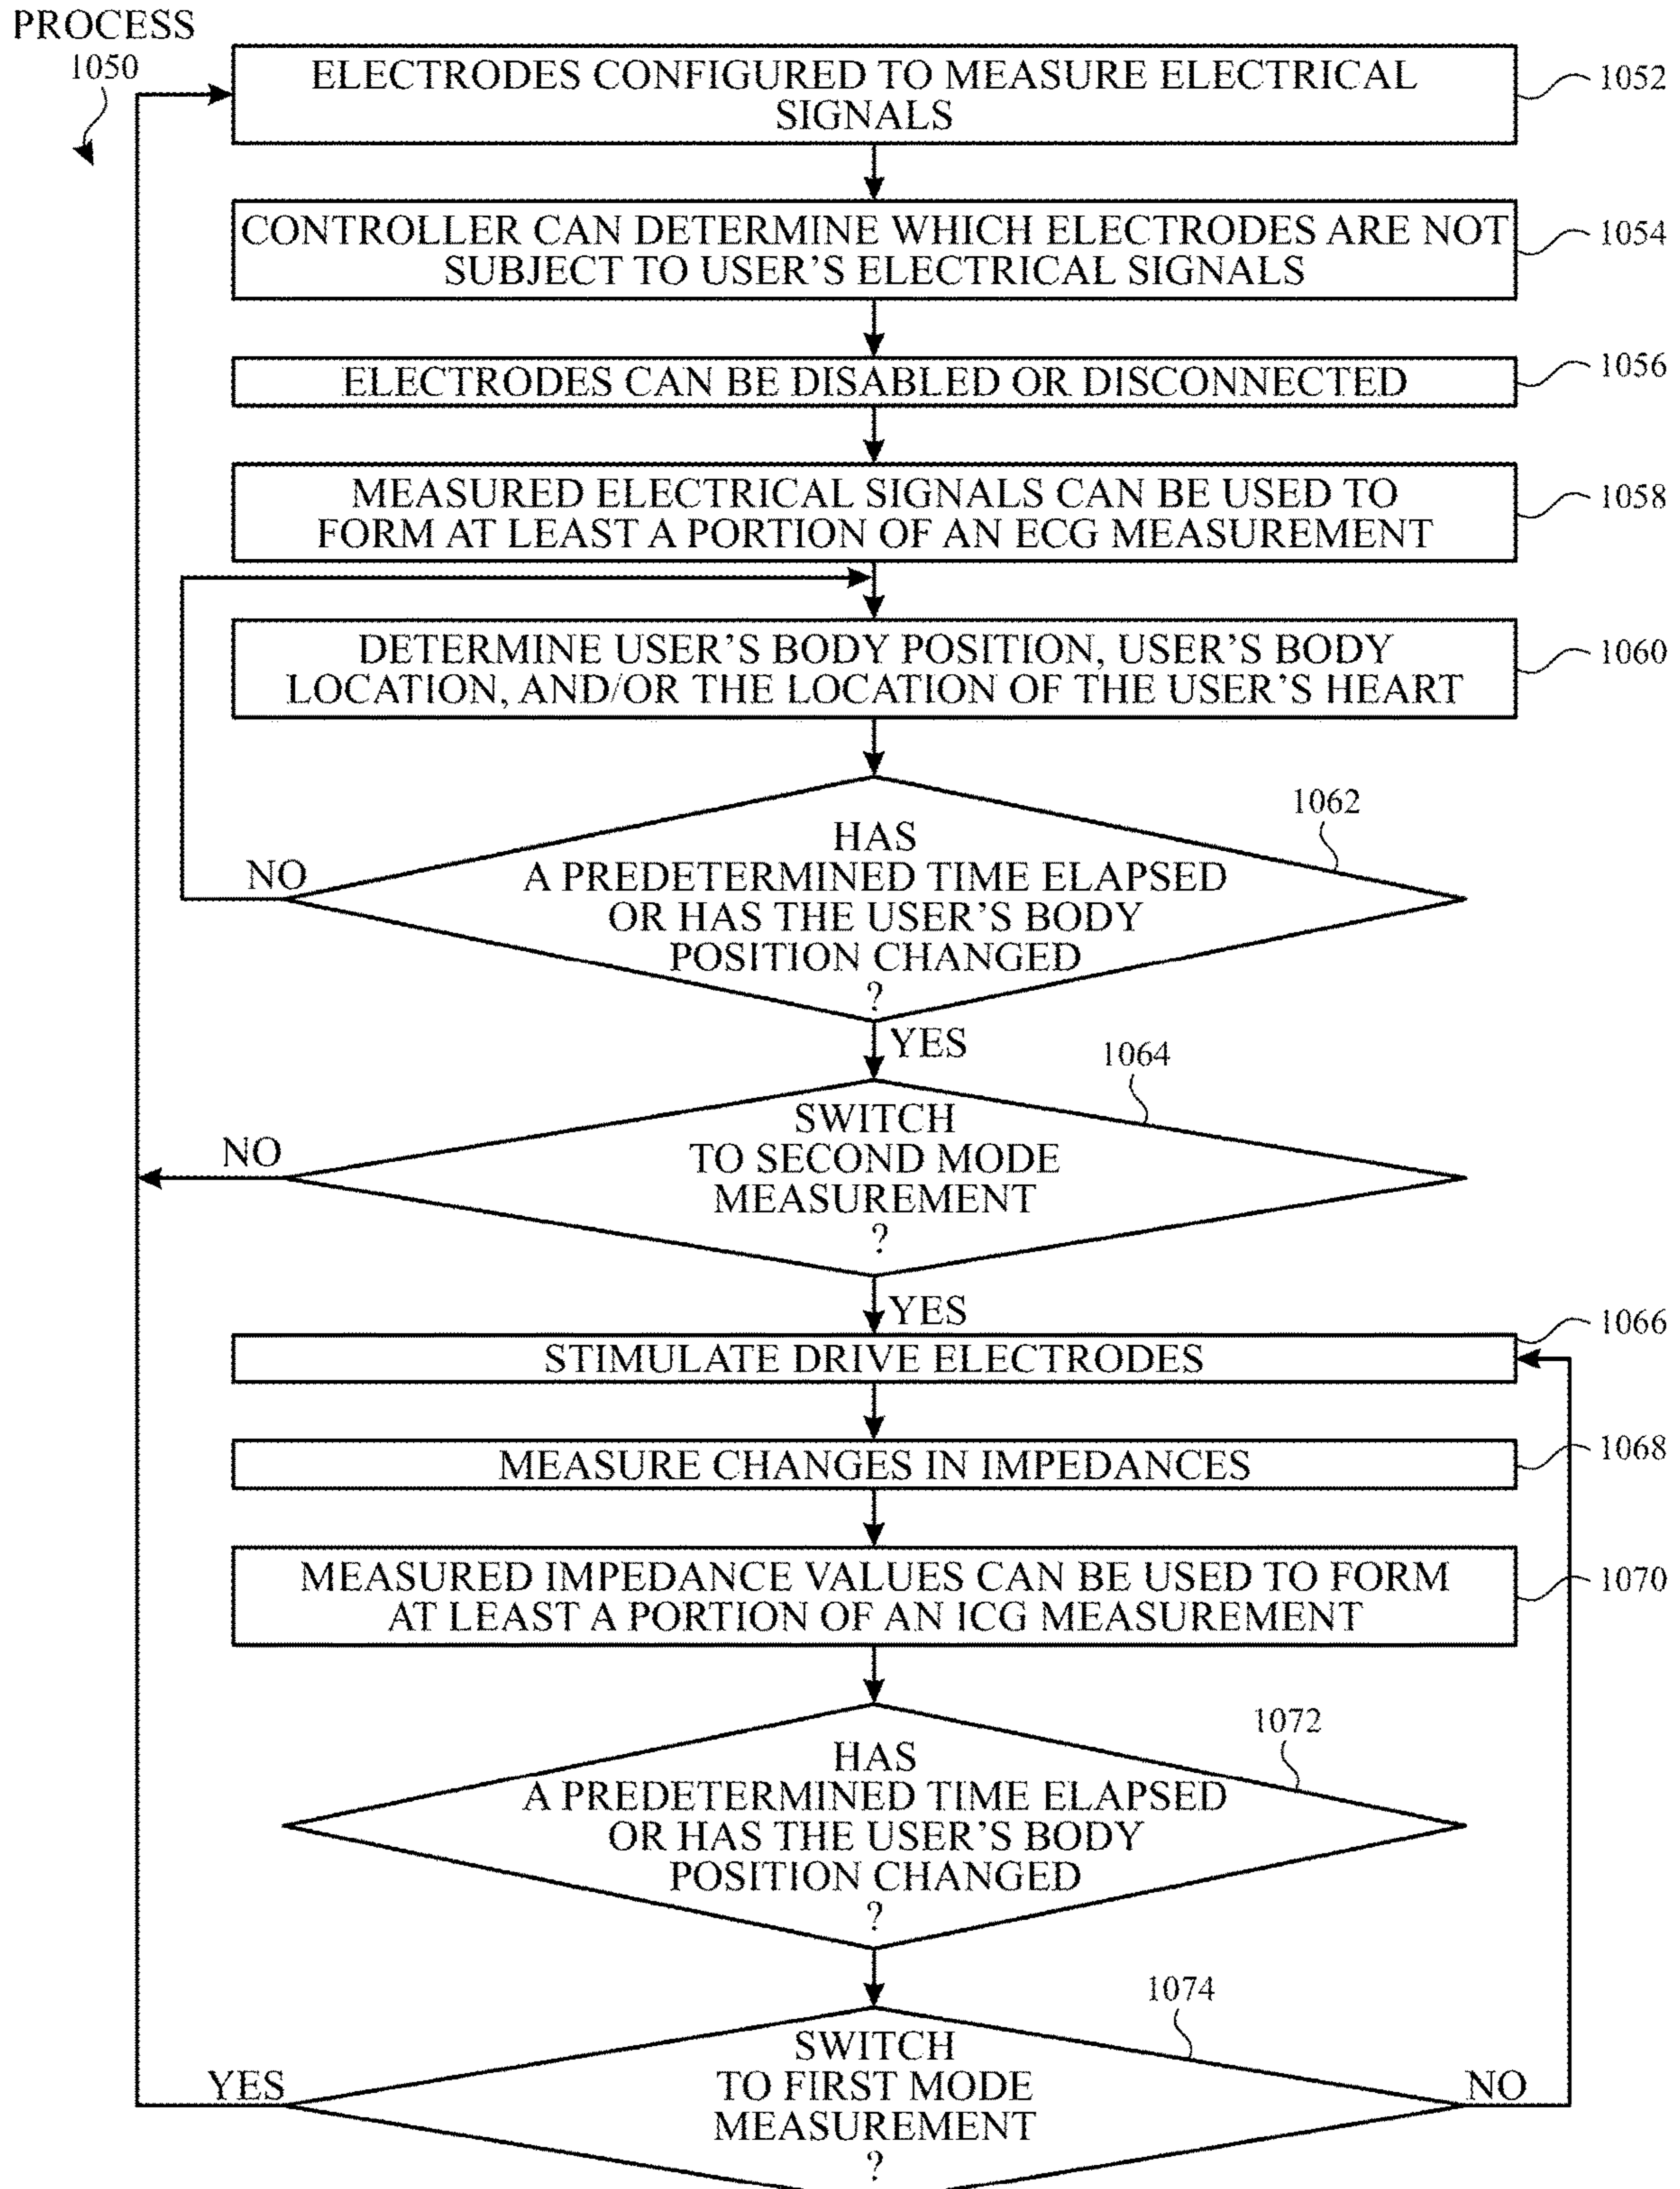 PROCESS
1050
ELECTRODES CONFIGURED TO MEASURE ELECTRICAL
SIGNALS
1052
CONTROLLER CAN DETERMINE WHICH ELECTRODES ARE NOT
SUBJECT TO USER'S ELECTRICAL SIGNALS
1054
ELECTRODES CAN BE DISABLED OR DISCONNECTED
1056
MEASURED ELECTRICAL SIGNALS CAN BE USED TO
FORM AT LEAST A PORTION OF AN ECG MEASUREMENT
1058
DETERMINE USER'S BODY POSITION, USER'S BODY
LOCATION, AND/OR THE LOCATION OF THE USER'S HEART
1060
1062
HAS
A PREDETERMINED TIME ELAPSED
OR HAS THE USER'S BODY
POSITION CHANGED
?
NO
YES
1064
SWITCH
TO SECOND MODE
MEASUREMENT
?
NO
YES
STIMULATE DRIVE ELECTRODES
1066
MEASURE CHANGES IN IMPEDANCES
1068
MEASURED IMPEDANCE VALUES CAN BE USED TO FORM
AT LEAST A PORTION OF AN ICG MEASUREMENT
1070
1072
HAS
A PREDETERMINED TIME ELAPSED
OR HAS THE USER'S BODY
POSITION CHANGED
?
1074
SWITCH
TO FIRST MODE
MEASUREMENT
?
YES
NO